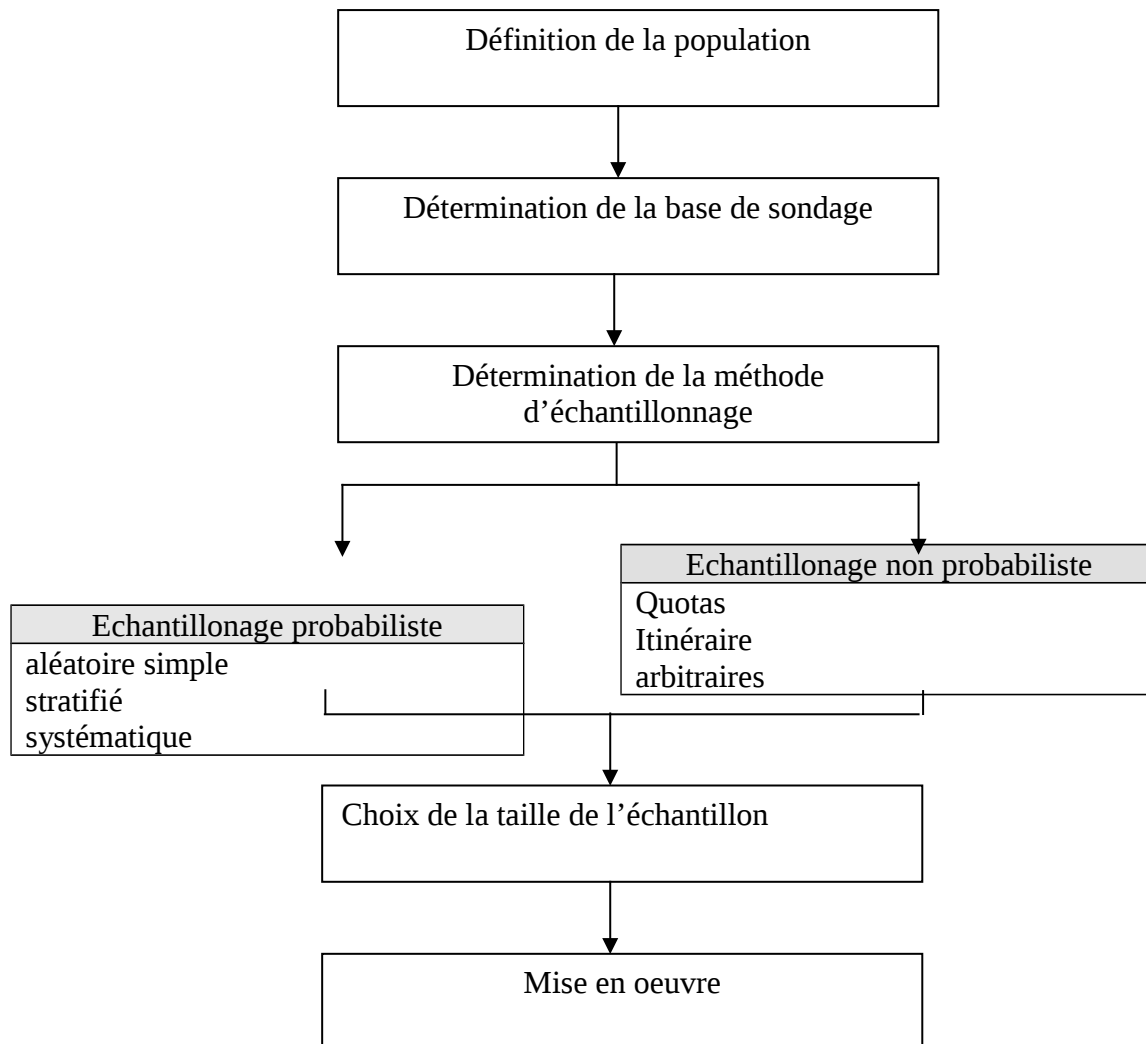 Définition de la population
Détermination de la base de sondage
Détermination de la méthode
d’échantillonnage
Echantillonage probabiliste
aléatoire simple
stratifié
systématique
Echantillonage non probabiliste
Quotas
Itinéraire
arbitraires
Choix de la taille de l’échantillon
Mise en oeuvre